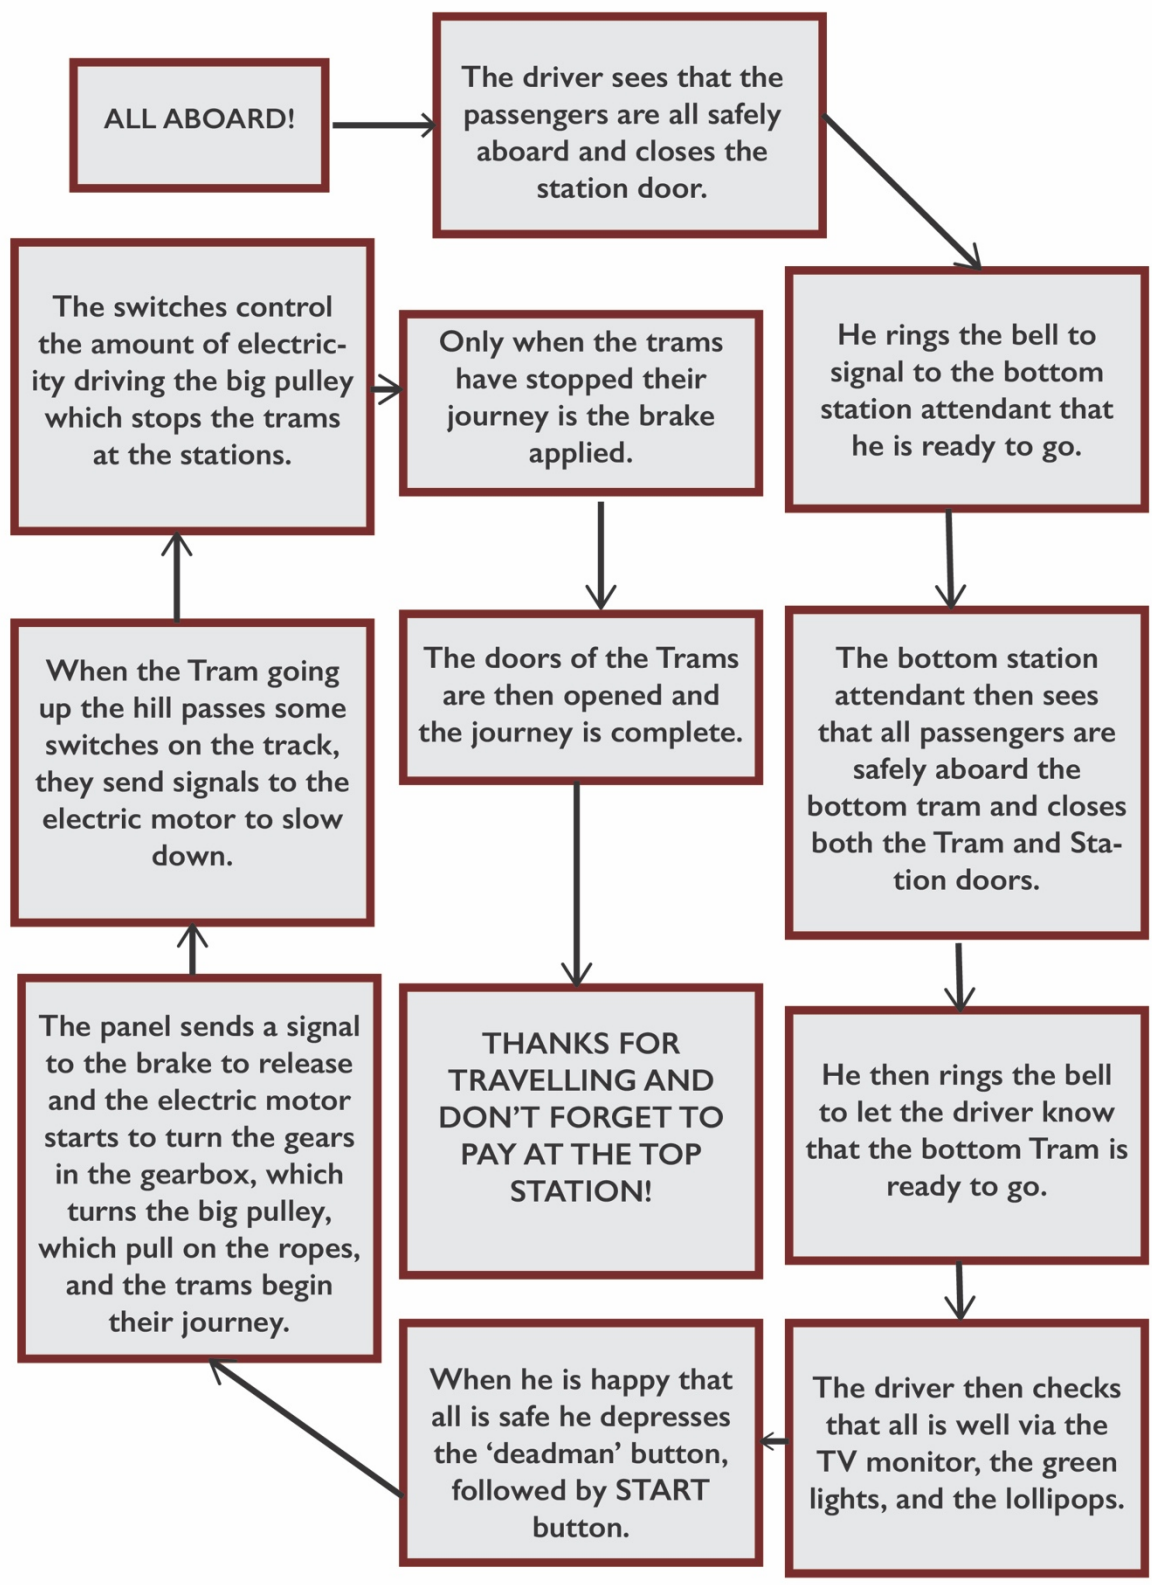 ALL ABOARD!
The driver sees that the
passengers are all safely
aboard and closes the
station door.
He rings the bell to
signal to the bottom
station attendant that
he is ready to go.
The bottom station
attendant then sees
that all passengers are
safely aboard the
bottom tram and closes
both the Tram and Sta-
tion doors.
He then rings the bell
to let the driver know
that the bottom Tram is
ready to go.
The driver then checks
that all is well via the
TV monitor, the green
lights, and the lollipops.
When he is happy that
all is safe he depresses
the ‘deadman’ button,
followed by START
button.
The panel sends a signal
to the brake to release
and the electric motor
starts to turn the gears
in the gearbox, which
turns the big pulley,
which pull on the ropes,
and the trams begin
their journey.
When the Tram going
up the hill passes some
switches on the track,
they send signals to the
electric motor to slow
down.
The switches control
the amount of electric-
ity driving the big pulley
which stops the trams
at the stations.
Only when the trams
have stopped their
journey is the brake
applied.
The doors of the Trams
are then opened and
the journey is complete.
THANKS FOR
TRAVELLING AND
DON’T FORGET TO
PAY AT THE TOP
STATION!